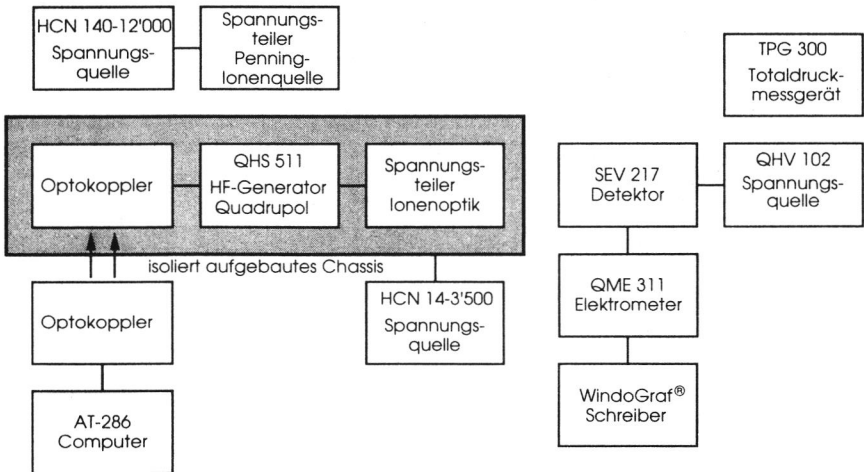 HCN 140-12'000
Spannungs-
quelle
Spannungs-
teiler
Penning-
Ionenquelle
TPG 300
Totaldruck-
messgerät
Optokoppler
QHS 511
HF-Generator
Quadrupol
Spannungs-
teiler
Ionenoptik
SEV 217
Detektor
QHV 102
Spannungs-
quelle
isoliert aufgebautes Chassis
Optokoppler
HCN 14-3'500
Spannungs-
quelle
QME 311
Elektrometer
AT-286
Computer
WindoGraf®
Schreiber